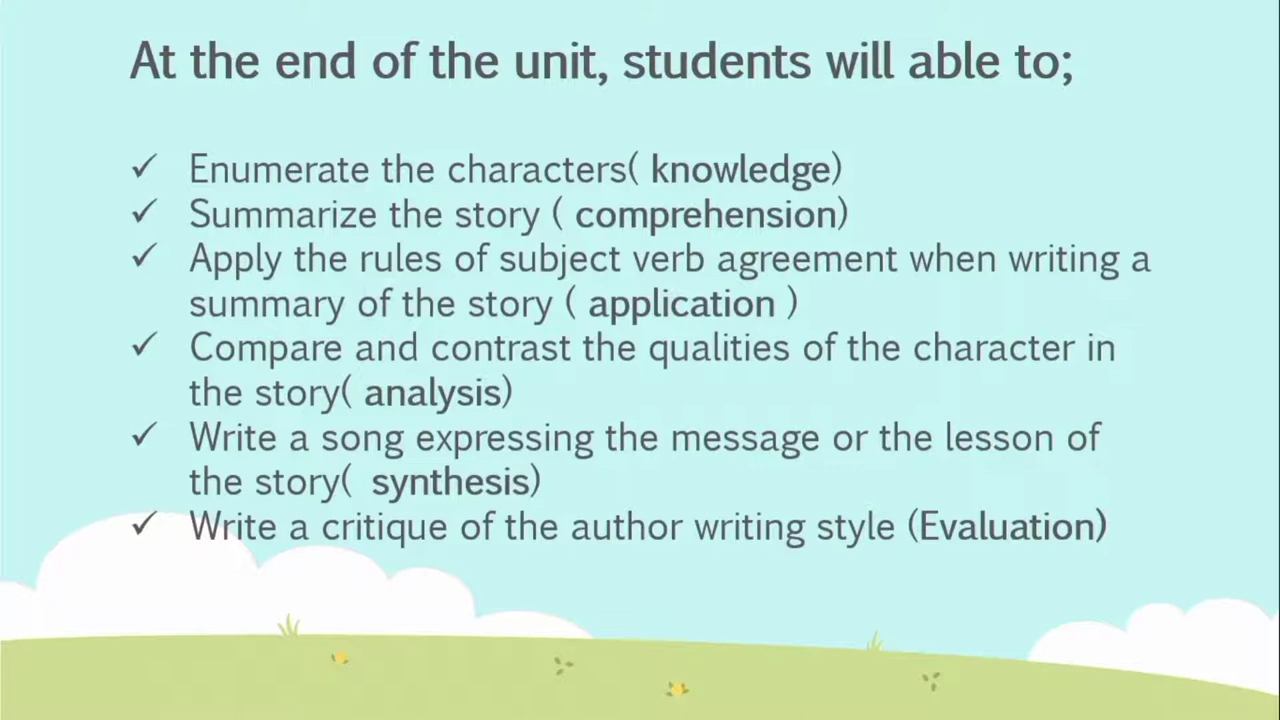 At the end of the unit, students will able to;
✓ Enumerate the characters( knowledge)
✓ Summarize the story ( comprehension)
✓ Apply the rules of subject verb agreement when writing a
summary of the story ( application )
✓ Compare and contrast the qualities of the character in
the story( analysis)
✓ Write a song expressing the message or the lesson of
the story( synthesis)
✓ Write a critique of the author writing style (Evaluation)